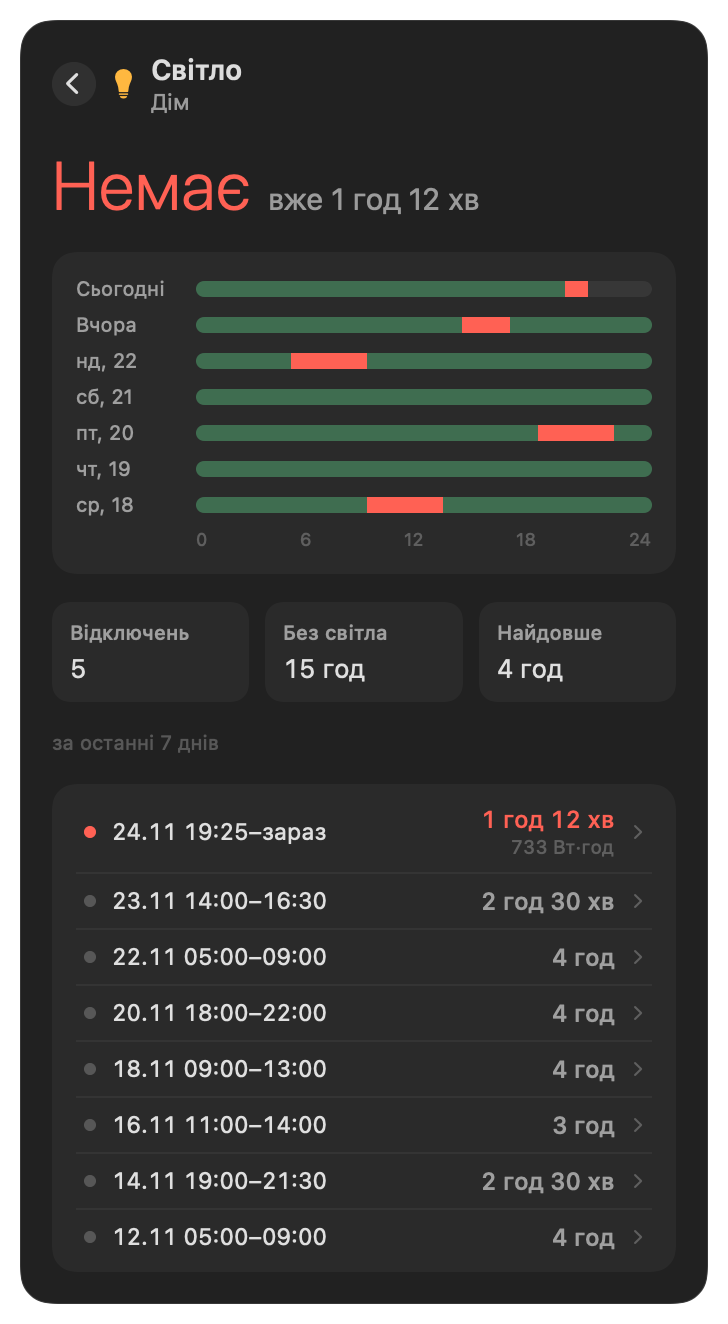 Світло
Дім
Немає вже 1 год 12 хв
Сьогодні
Вчора
нд, 22
сб, 21
пт, 20
чт, 19
ср, 18
0 6 12 18 24
Відключень Без світла Найдовше
5 15 год 4 год
за останні 7 днів
24.11 19:25–зараз 1 год 12 хв
733 Вт·год
23.11 14:00–16:30 2 год 30 хв
22.11 05:00–09:00 4 год
20.11 18:00–22:00 4 год
18.11 09:00–13:00 4 год
16.11 11:00–14:00 3 год
14.11 19:00–21:30 2 год 30 хв
12.11 05:00–09:00 4 год